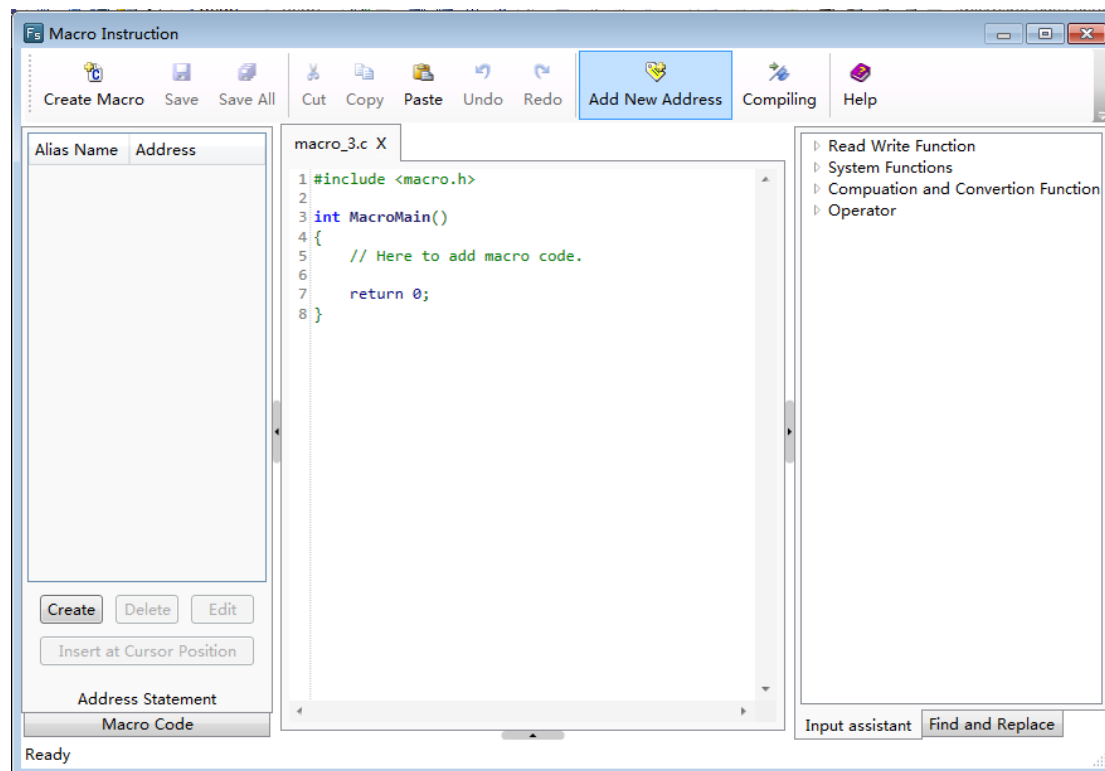 Fs Macro Instruction
Create Macro Save Save All Cut Copy Paste Undo Redo Add New Address Compiling Help
Alias Name Address
macro_3.c X
1 #include <macro.h>
2
3 int MacroMain()
4 {
5 // Here to add macro code.
6
7 return 0;
8 }
Read Write Function
System Functions
Compuation and Convertion Function
Operator
Create Delete Edit
Insert at Cursor Position
Address Statement
Macro Code
Input assistant Find and Replace
Ready